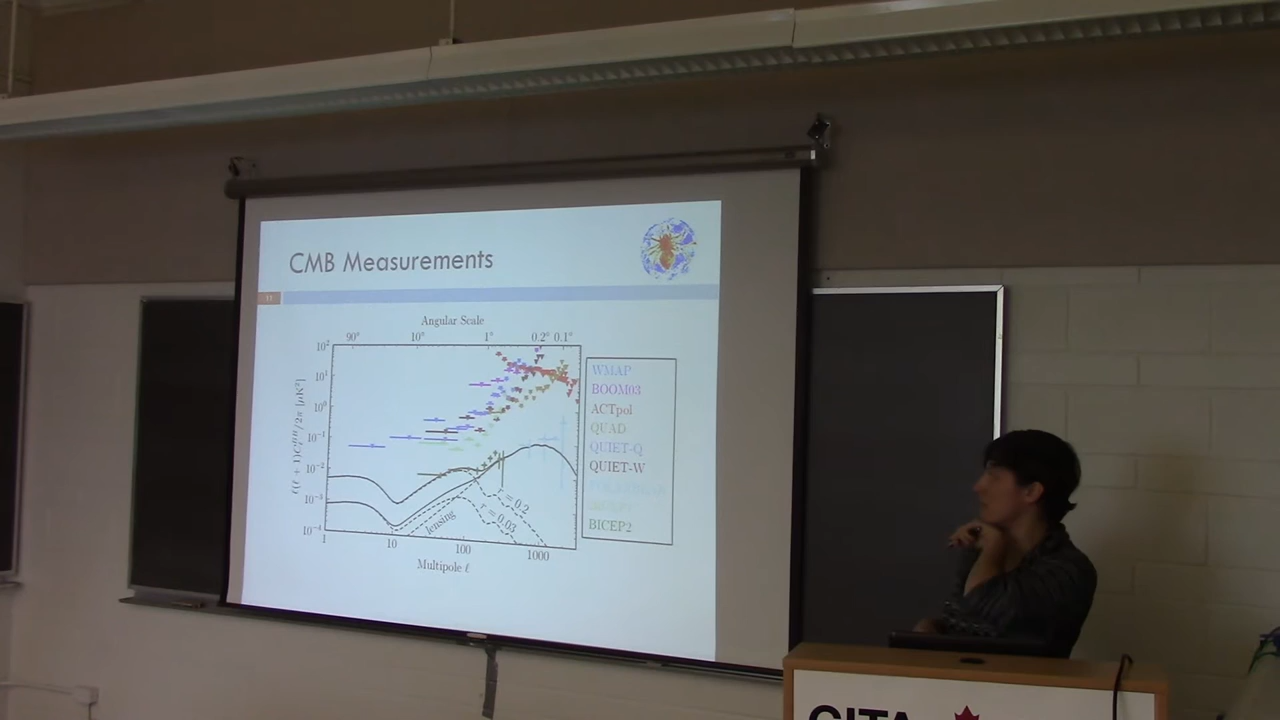 CMB Measurements
11
Angular Scale
90° 10° 1° 0.2° 0.1°
10² 10¹ 10⁰ 10⁻¹ 10⁻² 10⁻³ 10⁻⁴
WMAP
BOOM03
ACTpol
QUAD
QUIET-Q
QUIET-W
BICEP2
r = 0.2
r = 0.03
lensing
1 10 100 1000
Multipole ℓ
CITA